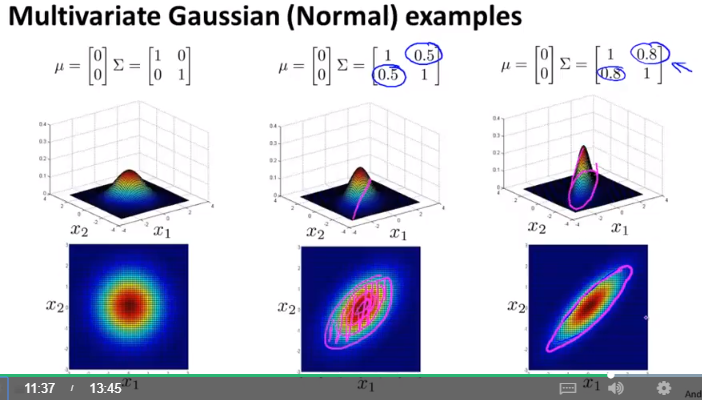 Multivariate Gaussian (Normal) examples
μ = [0 0] Σ = [1 0 0 1]
μ = [0 0] Σ = [1 0.5 0.5 1]
μ = [0 0] Σ = [1 0.8 0.8 1]
x₂ x₁
x₂ x₁
x₂ x₁
x₂
x₂
x₂
x₁
x₁
x₁
11:37 / 13:45
And